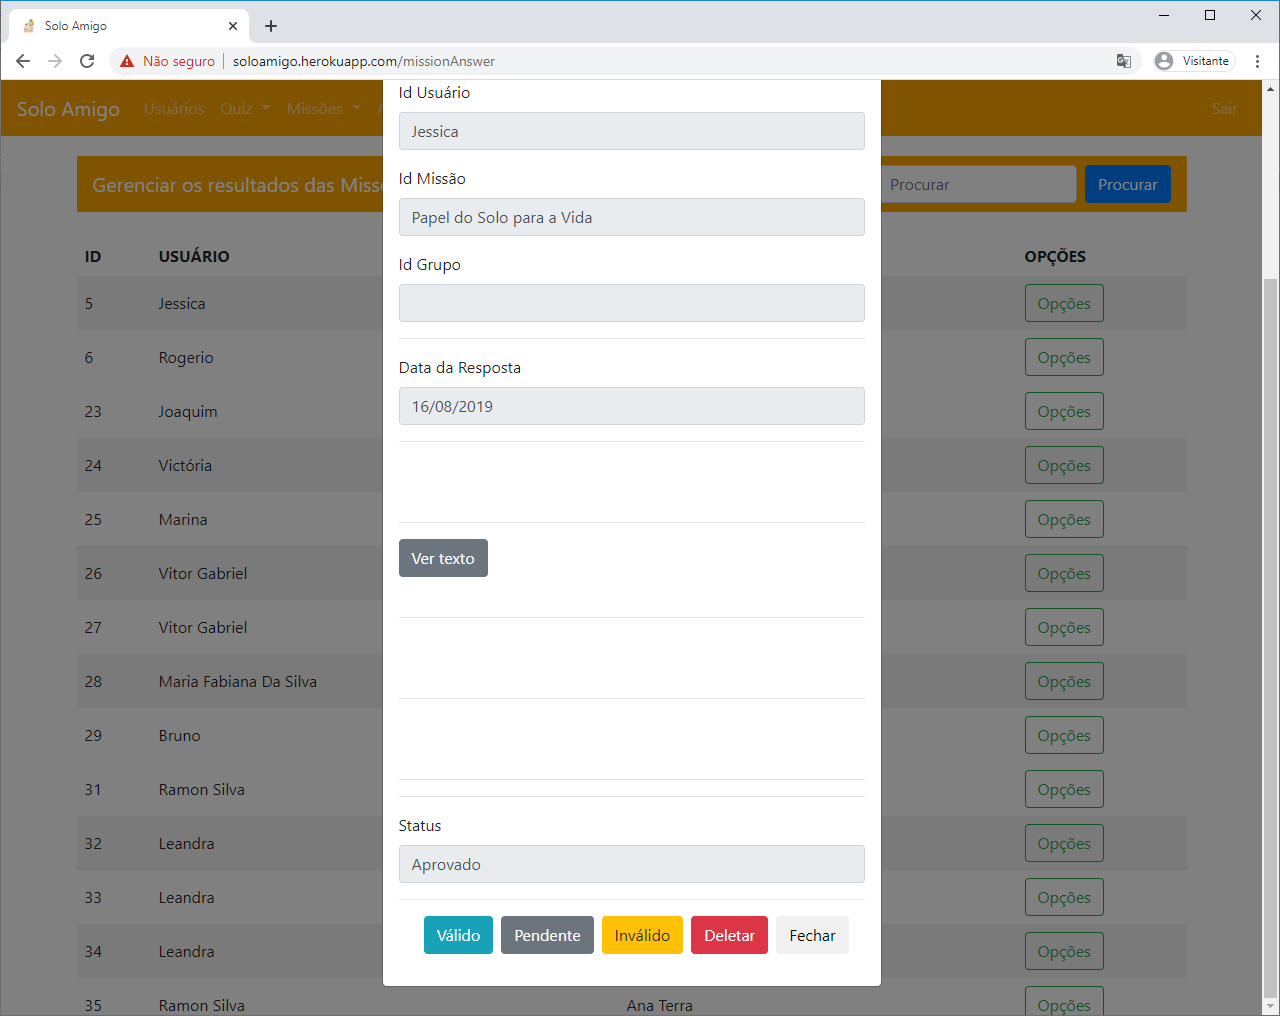 Solo Amigo
Não seguro
soloamigo.herokuapp.com/missionAnswer
Visitante
Solo Amigo
Usuários
Quiz
Missões
Sair
Gerenciar os resultados das
Procurar
Procurar
ID
USUÁRIO
OPÇÕES
5 Jessica Opções
6 Rogerio Opções
23 Joaquim Opções
24 Victória Opções
25 Marina Opções
26 Vitor Gabriel Opções
27 Vitor Gabriel Opções
28 Maria Fabiana Da Silva Opções
29 Bruno Opções
31 Ramon Silva Opções
32 Leandra Opções
33 Leandra Opções
34 Leandra Opções
35 Ramon Silva Ana Terra Opções
Id Usuário
Jessica
Id Missão
Papel do Solo para a Vida
Id Grupo
Data da Resposta
16/08/2019
Ver texto
Status
Aprovado
Válido
Pendente
Inválido
Deletar
Fechar